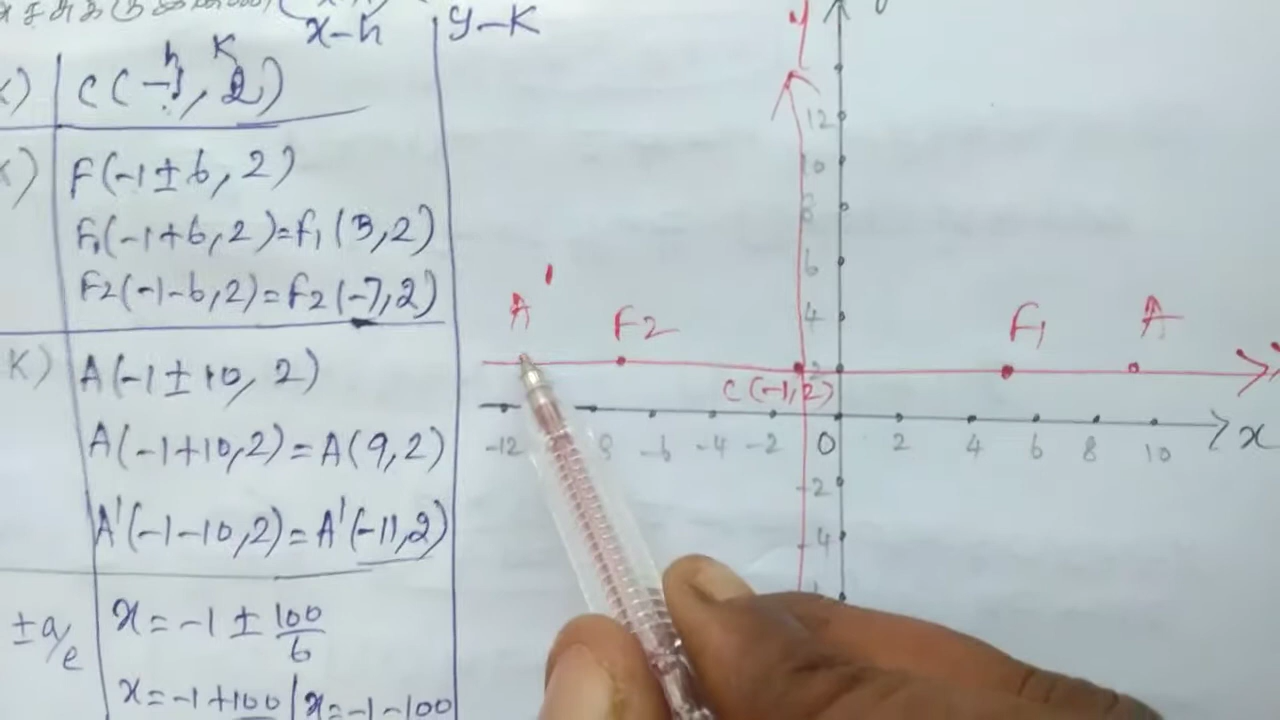 x-h
y-K
h K
C(-1, 2)
F(-1±6, 2)
F1(-1+6, 2)=F1(5,2)
F2(-1-6,2)=F2(-7,2)
K) A(-1±10, 2)
A(-1+10,2)=A(9,2)
A'(-1-10,2)=A'(-11,2)
±a/e x=-1±100/6
x=-1+100 | x=-1-100
y
12
10
8
6
4
2
A' F2 F1 A
C(-1,2)
-12 8 -6 -4 -2 0 2 4 6 8 10 x
-2
-4